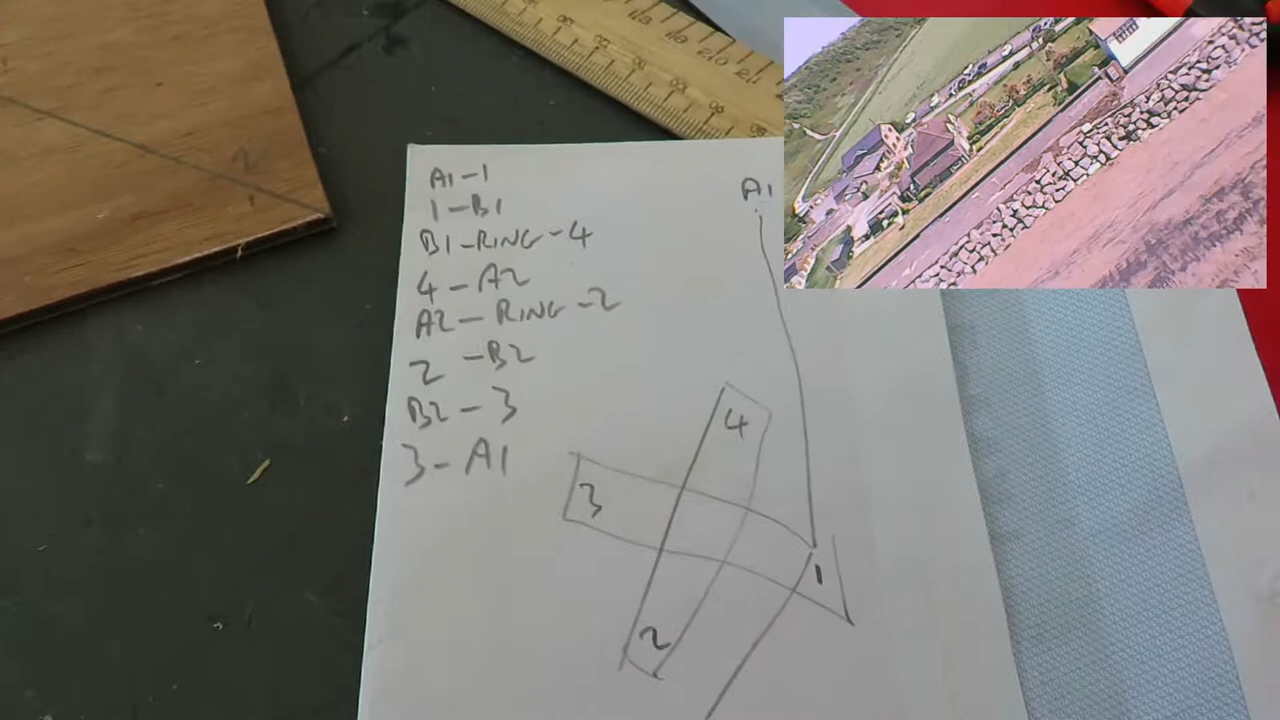 A1-1
1-B1
B1-RING-4
4-A2
A2-RING-2
2-B2
B2-3
3-A1
A1
4
3
1
2